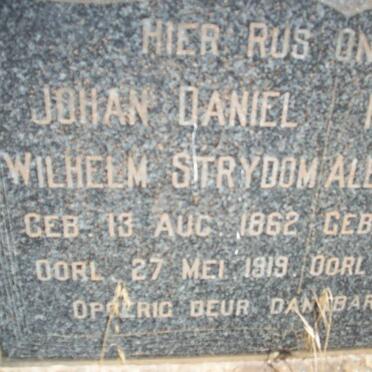 HIER RUS ON
JOHAN DANIEL
WILHELM STRYDOM ALE
GEB. 13 AUG. 1862 GEB
OORL. 27 MEI 1919. OORL
OPGERIG DEUR DANKBAR